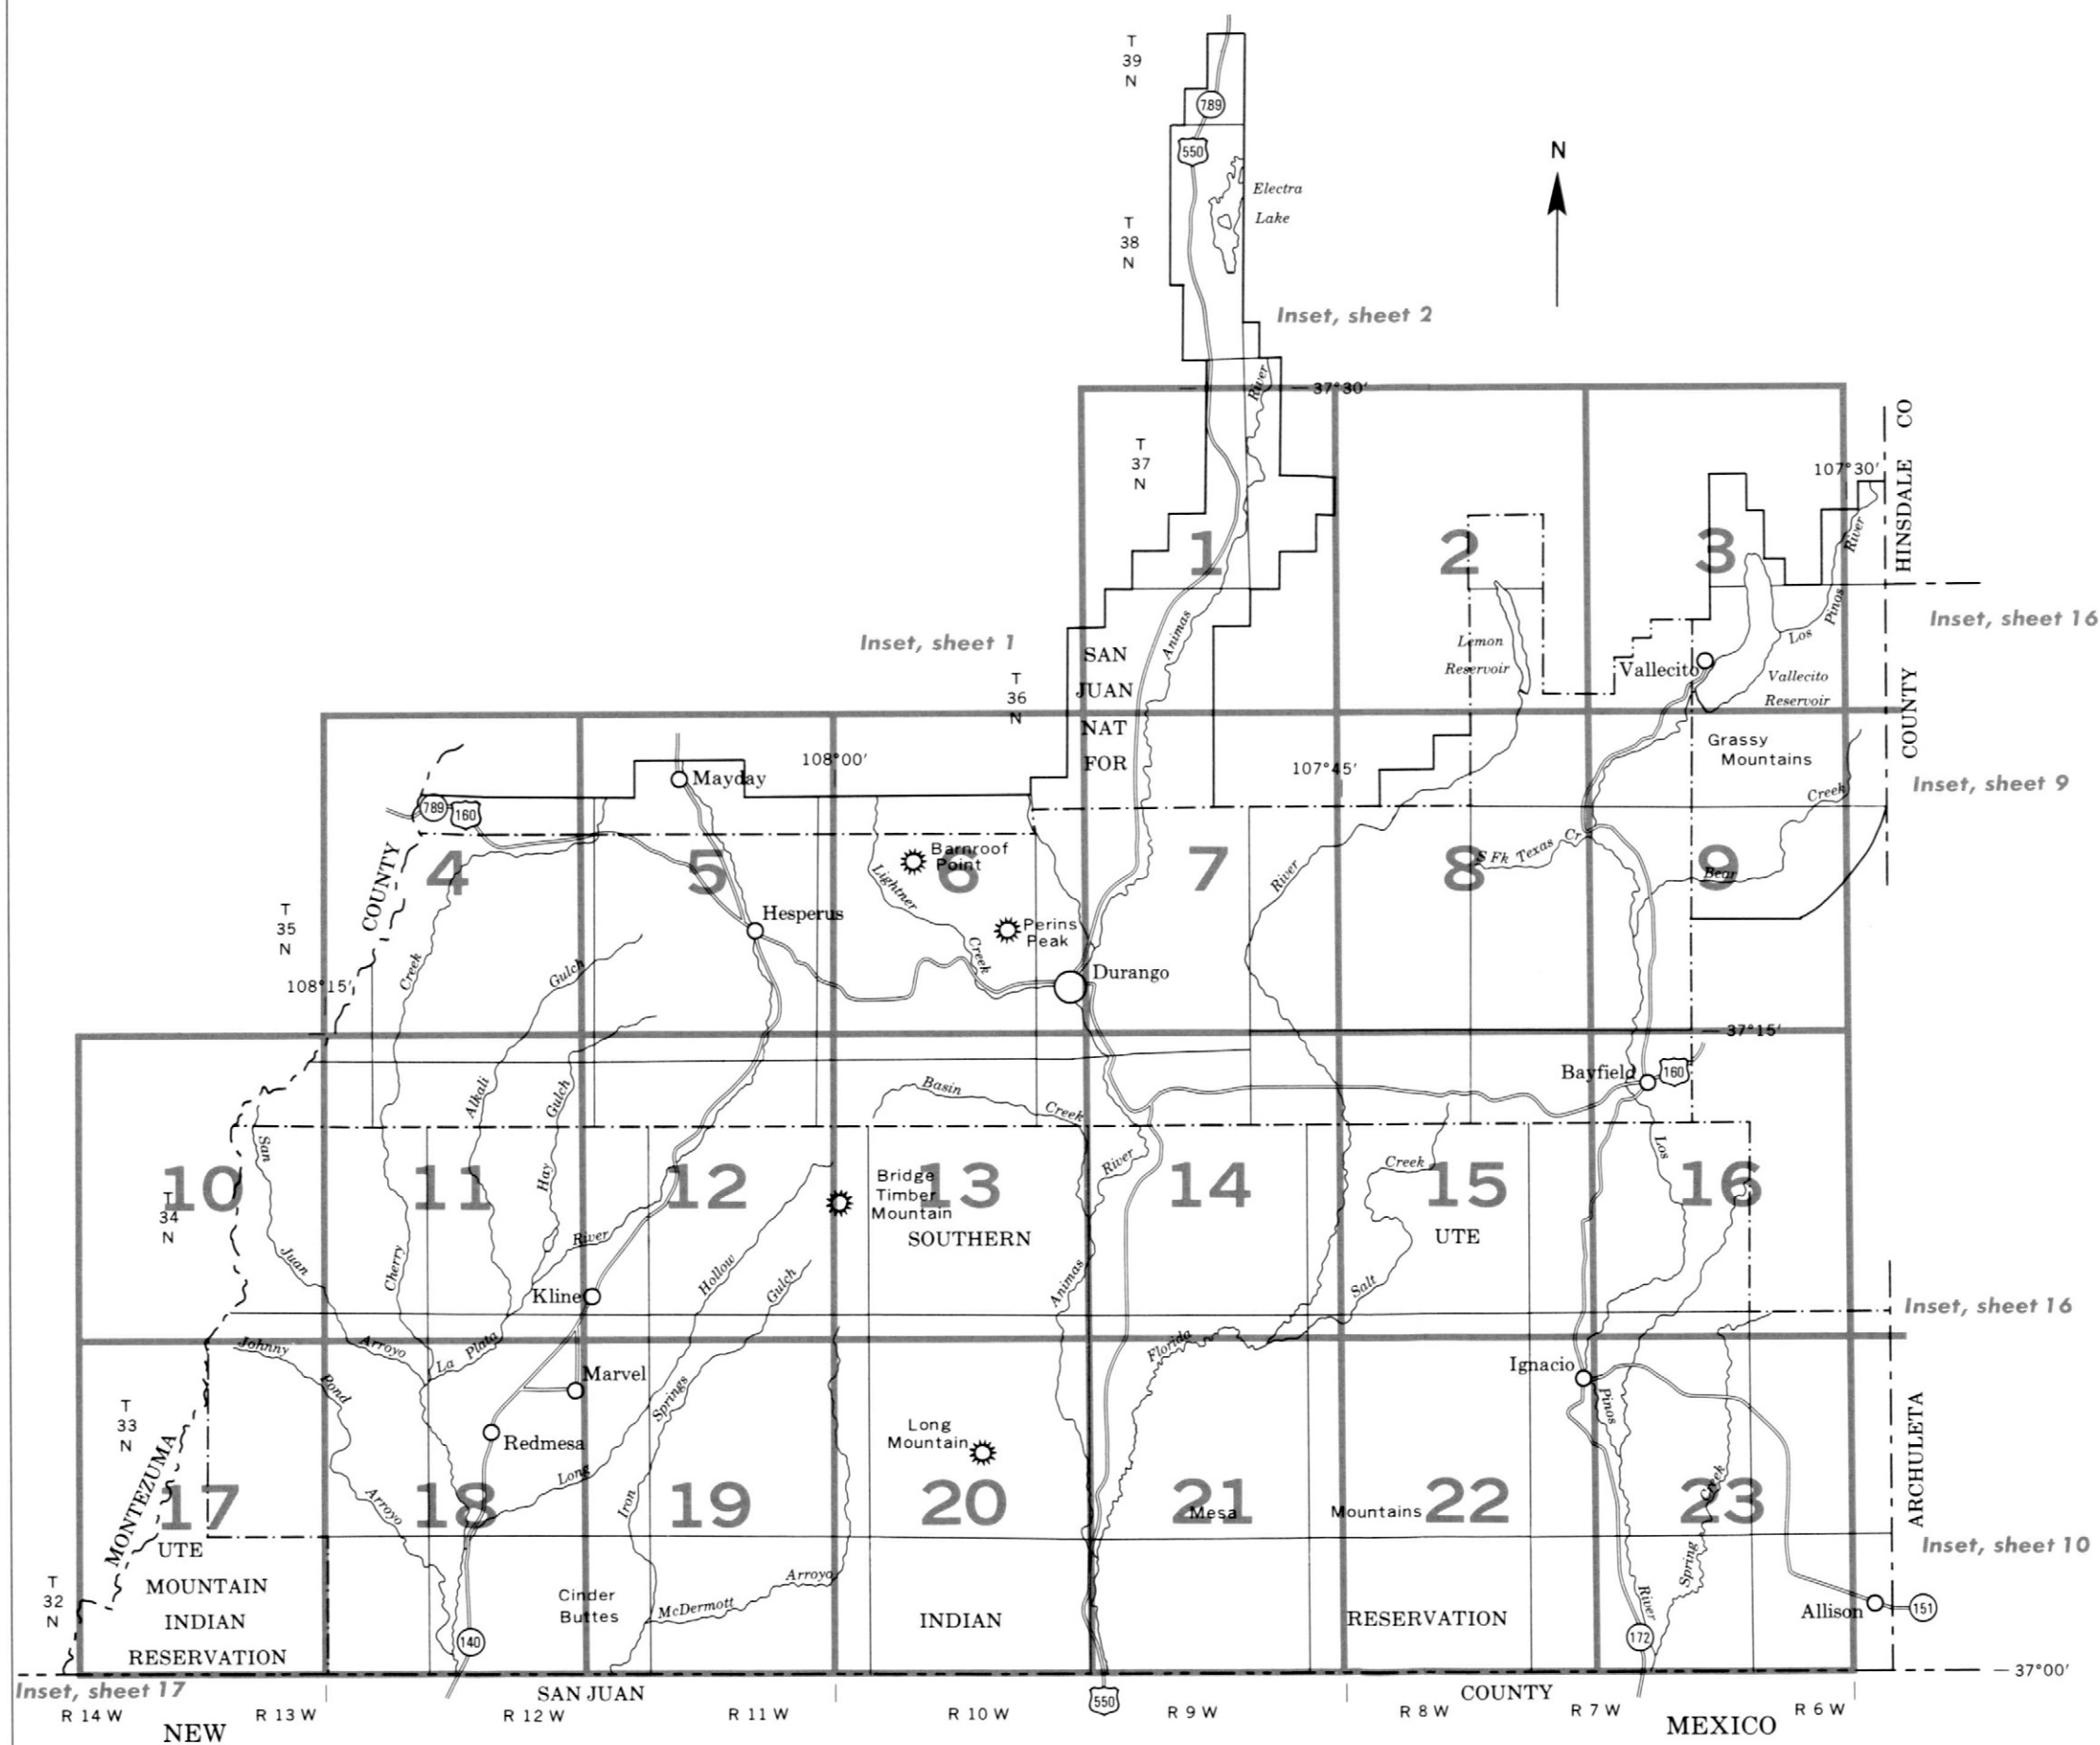 T
39
N
789
550
N
Electra
Lake
T
38
N
Inset, sheet 2
River
37°30′
HINSDALE CO
T
37
N
107°30′
1
2
3
River
Pinos
Inset, sheet 16
Inset, sheet 1
SAN
JUAN
NAT
FOR
Animas
Lemon
Reservoir
Los
Vallecito
Vallecito
Reservoir
T
36
N
COUNTY
Grassy
Mountains
108°00′
107°45′
Mayday
Inset, sheet 9
Creek
789
160
COUNTY
4
5
6
7
8
9
Barnroof
Point
S Fk Texas Cr
River
Bear
Lightner
Creek
Hesperus
Perins
Peak
T
35
N
Creek
Gulch
Durango
108°15′
37°15′
Bayfield
160
Alkali
Gulch
Basin
Creek
San
Los
10
11
12
13
14
15
16
T
34
N
Hay
River
Creek
Bridge
Timber
Mountain
SOUTHERN
UTE
Juan
Cherry
River
Hollow
Gulch
Animas
Salt
Kline
Inset, sheet 16
Johnny
Arroyo
La Plata
Florida
Pond
Marvel
Ignacio
Springs
Pinos
T
33
N
Redmesa
Long
Mountain
ARCHULETA
MONTEZUMA
Long
Arroyo
Iron
Creek
17
18
19
20
21
22
23
Mesa
Mountains
UTE
MOUNTAIN
INDIAN
RESERVATION
Inset, sheet 10
T
32
N
Cinder
Buttes
Arroyo
McDermott
Spring
River
INDIAN
RESERVATION
Allison
151
140
172
37°00′
Inset, sheet 17
SAN JUAN
COUNTY
550
R 14 W
R 13 W
R 12 W
R 11 W
R 10 W
R 9 W
R 8 W
R 7 W
R 6 W
NEW
MEXICO